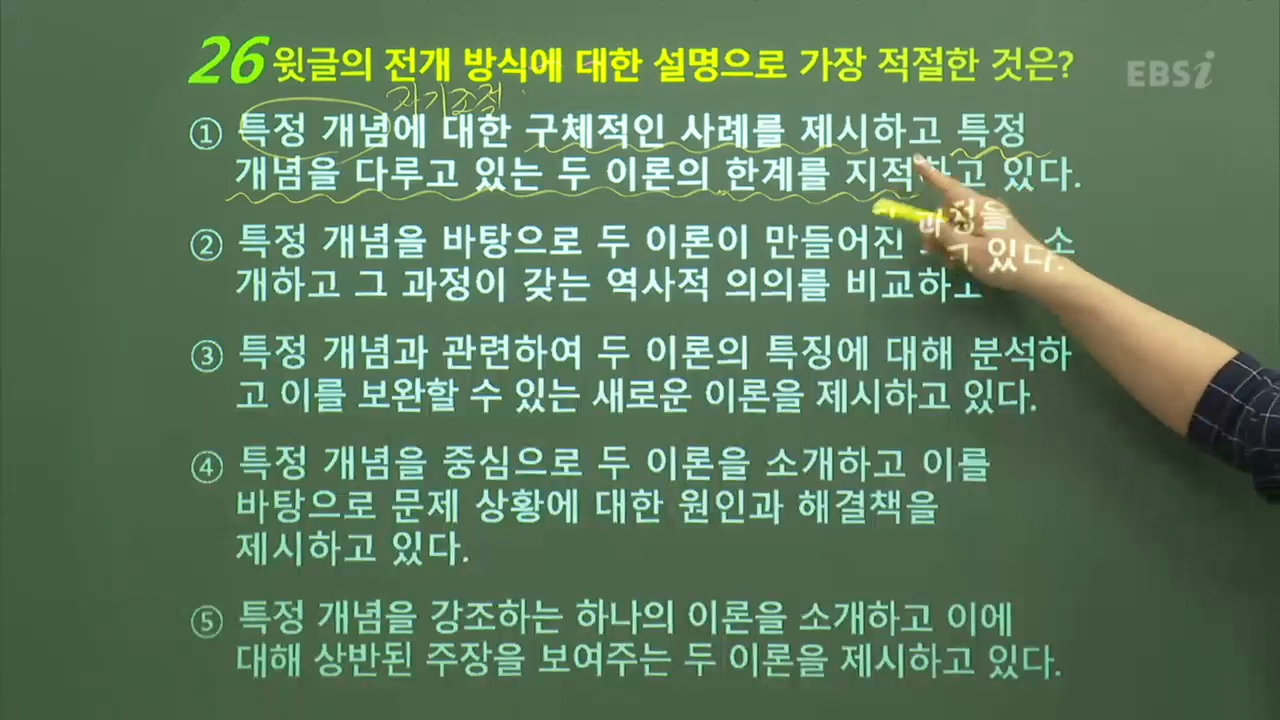 26 윗글의 전개 방식에 대한 설명으로 가장 적절한 것은?
EBSi
자기조절
① 특정 개념에 대한 구체적인 사례를 제시하고 특정
개념을 다루고 있는 두 이론의 한계를 지적하고 있다.
② 특정 개념을 바탕으로 두 이론이 만들어진 과정을 소
개하고 그 과정이 갖는 역사적 의의를 비교하고 있다.
③ 특정 개념과 관련하여 두 이론의 특징에 대해 분석하
고 이를 보완할 수 있는 새로운 이론을 제시하고 있다.
④ 특정 개념을 중심으로 두 이론을 소개하고 이를
바탕으로 문제 상황에 대한 원인과 해결책을
제시하고 있다.
⑤ 특정 개념을 강조하는 하나의 이론을 소개하고 이에
대해 상반된 주장을 보여주는 두 이론을 제시하고 있다.